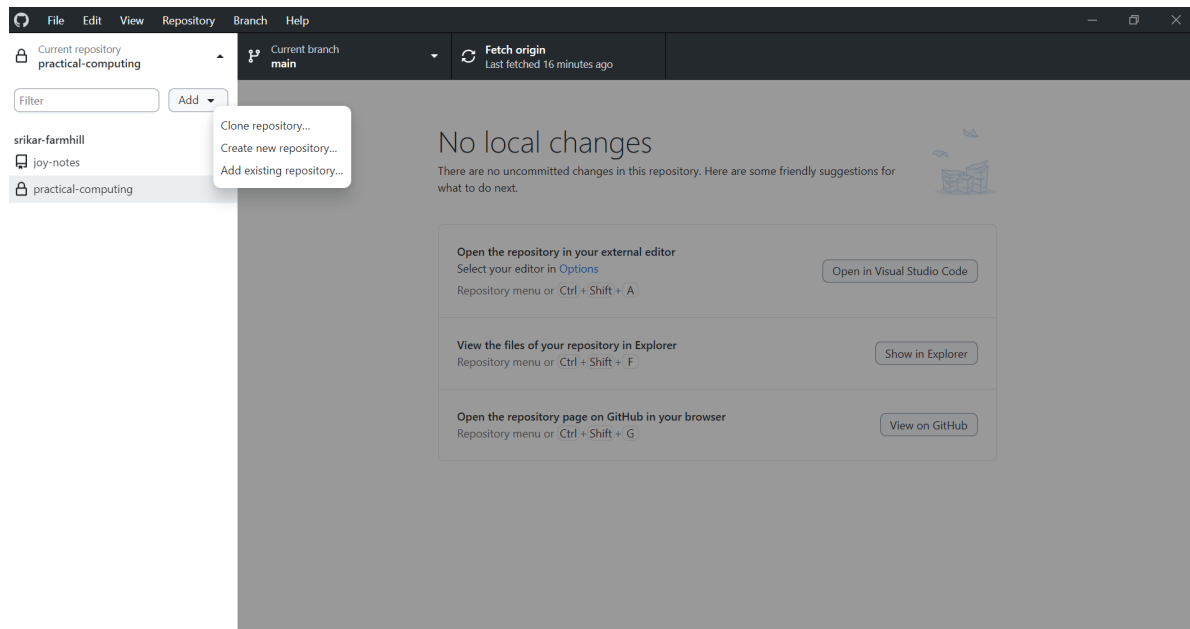 File Edit View Repository Branch Help
Current repository
practical-computing
Current branch
main
Fetch origin
Last fetched 16 minutes ago
Filter
Add
Clone repository...
Create new repository...
Add existing repository...
srikar-farmhill
joy-notes
practical-computing
No local changes
There are no uncommitted changes in this repository. Here are some friendly suggestions for
what to do next.
Open the repository in your external editor
Select your editor in Options
Repository menu or Ctrl + Shift + A
Open in Visual Studio Code
View the files of your repository in Explorer
Repository menu or Ctrl + Shift + F
Show in Explorer
Open the repository page on GitHub in your browser
Repository menu or Ctrl + Shift + G
View on GitHub